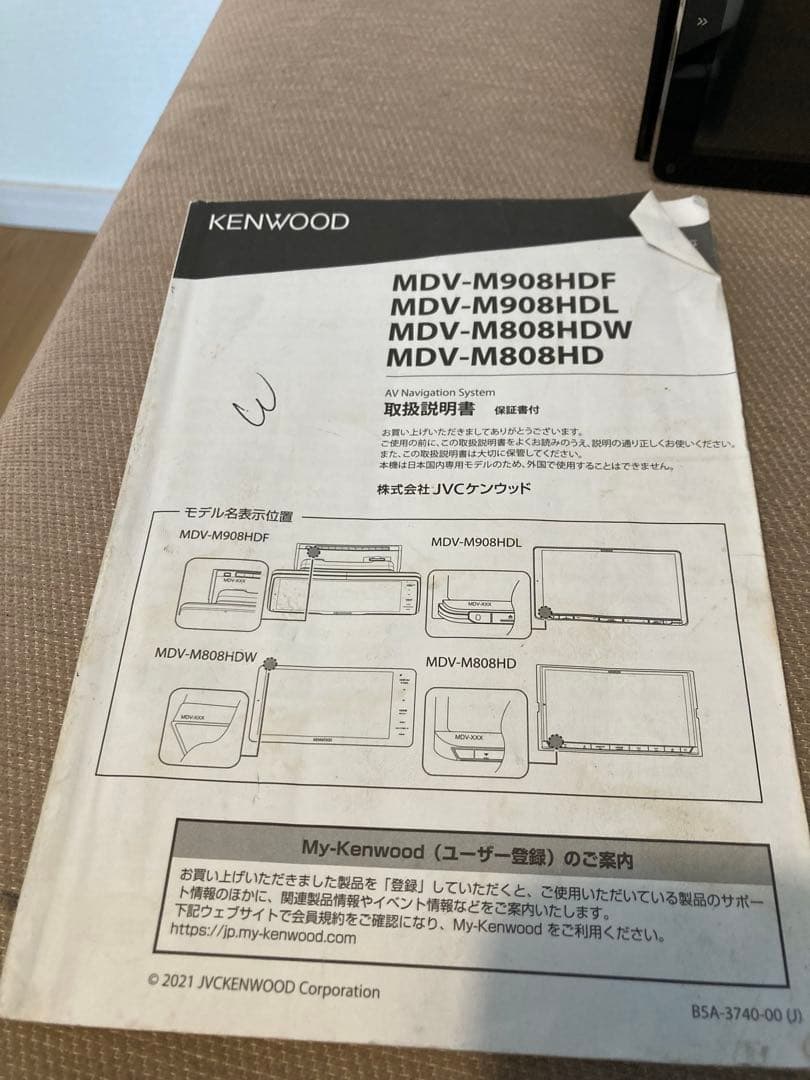 »
KENWOOD
MDV-M908HDF
MDV-M908HDL
MDV-M808HDW
MDV-M808HD
AV Navigation System
取扱説明書 保証書付
お買い上げいただきましてありがとうございます。
ご使用の前に、この取扱説明書をよくお読みのうえ、説明の通り正しくお使いください。
また、この取扱説明書は大切に保管してください。
本機は日本国内専用モデルのため、外国で使用することはできません。
株式会社 JVCケンウッド
モデル名表示位置
MDV-M908HDF
MDV-XXX
MDV-M908HDL
MDV-XXX
MDV-M808HDW
MDV-XXX
KENWOOD
MDV-M808HD
MDV-XXX
My-Kenwood（ユーザー登録）のご案内
お買い上げいただきました製品を「登録」していただくと、ご使用いただいている製品のサポー
ト情報のほかに、関連製品情報やイベント情報などをご案内いたします。
下記ウェブサイトで会員規約をご確認になり、My-Kenwood をご利用ください。
https://jp.my-kenwood.com
© 2021 JVCKENWOOD Corporation
B5A-3740-00 (J)